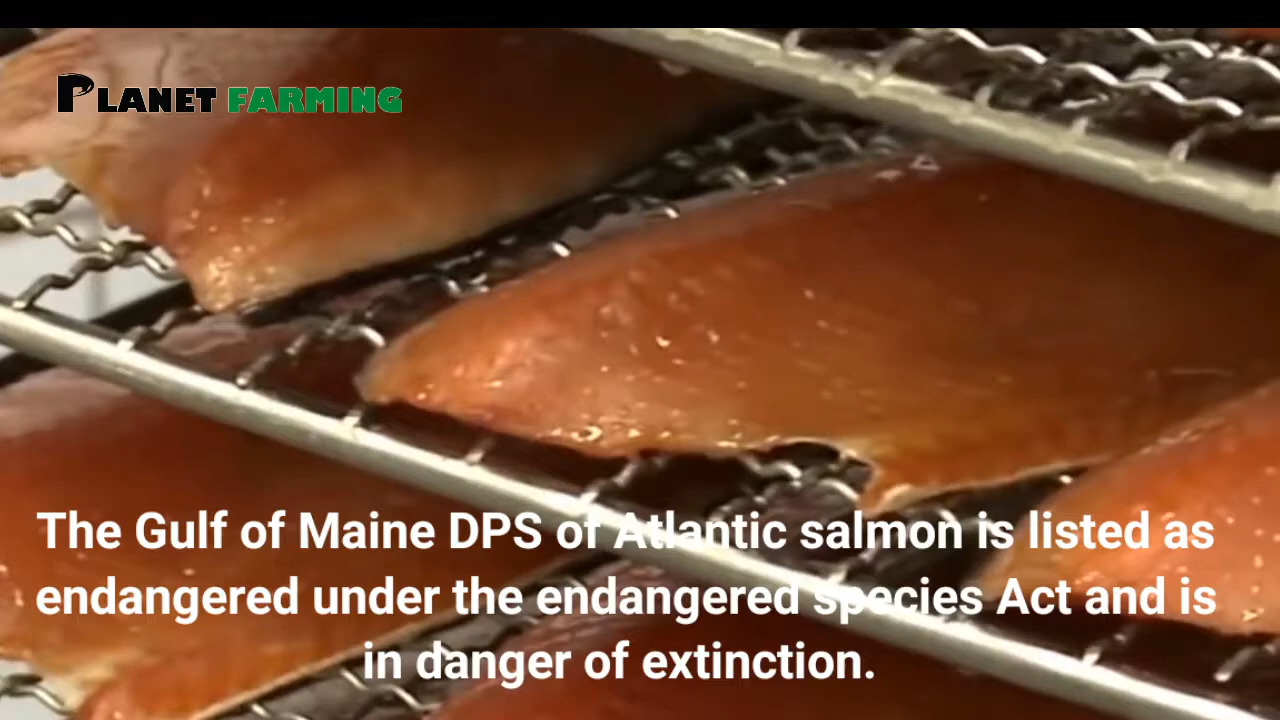 PLANET FARMING
The Gulf of Maine DPS of Atlantic salmon is listed as
endangered under the endangered species Act and is
in danger of extinction.